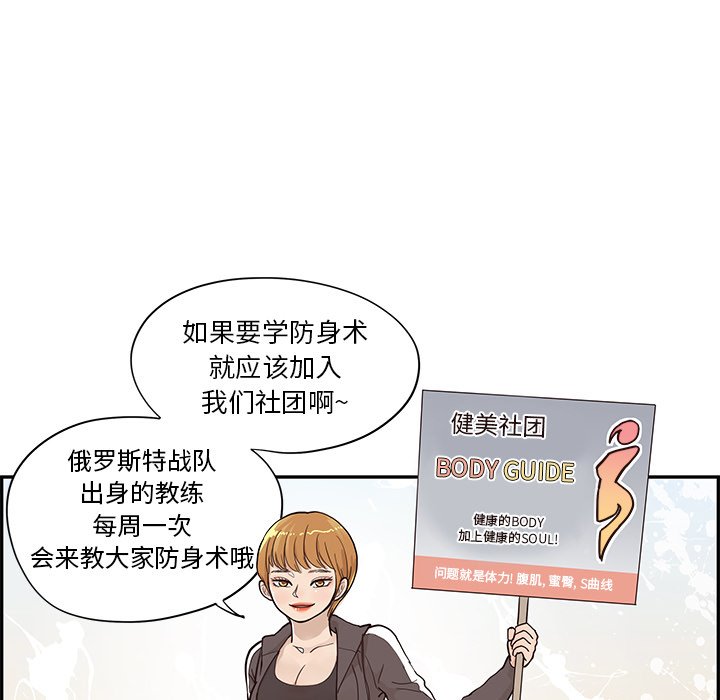 如果要学防身术
就应该加入
我们社团啊~
俄罗斯特战队
出身的教练
每周一次
会来教大家防身术哦
健美社团
BODY GUIDE
健康的BODY
加上健康的SOUL!
问题就是体力! 腹肌, 蜜臀, S曲线